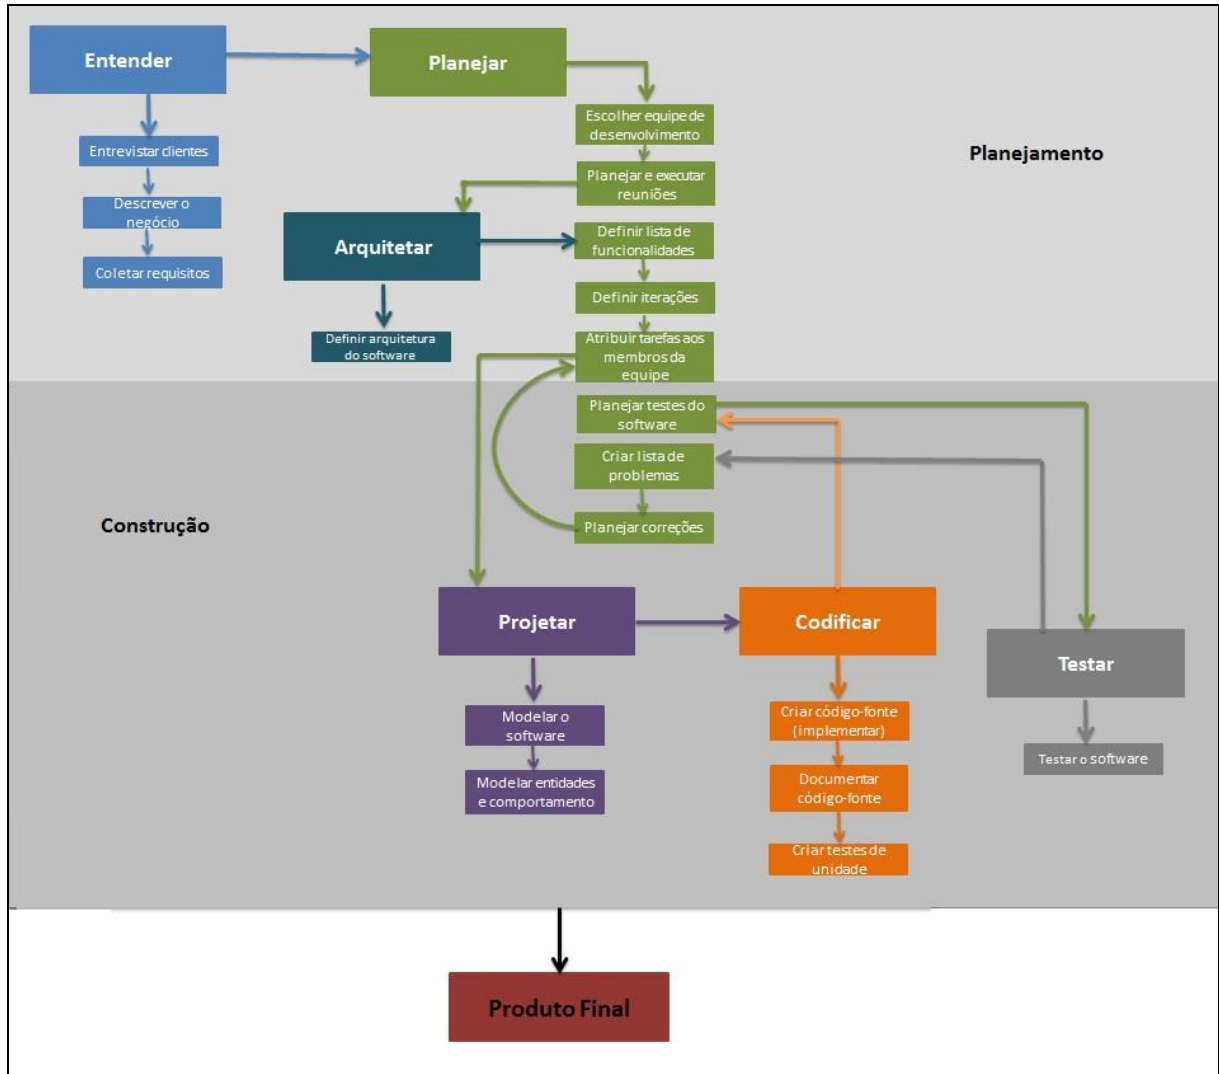 Entender
Planejar
Escolher equipe de
desenvolvimento
Entrevistar clientes
Planejamento
Planejar e executar
reuniões
Descrever o
negócio
Arquitetar
Definir lista de
funcionalidades
Coletar requisitos
Definir iterações
Definir arquitetura
do software
Atribuir tarefas aos
membros da
equipe
Planejar testes do
software
Criar lista de
problemas
Construção
Planejar correções
Projetar
Codificar
Testar
Modelar o
software
Criar código-fonte
(implementar)
Testar o software
Modelar entidades
e comportamento
Documentar
código-fonte
Criar testes de
unidade
Produto Final